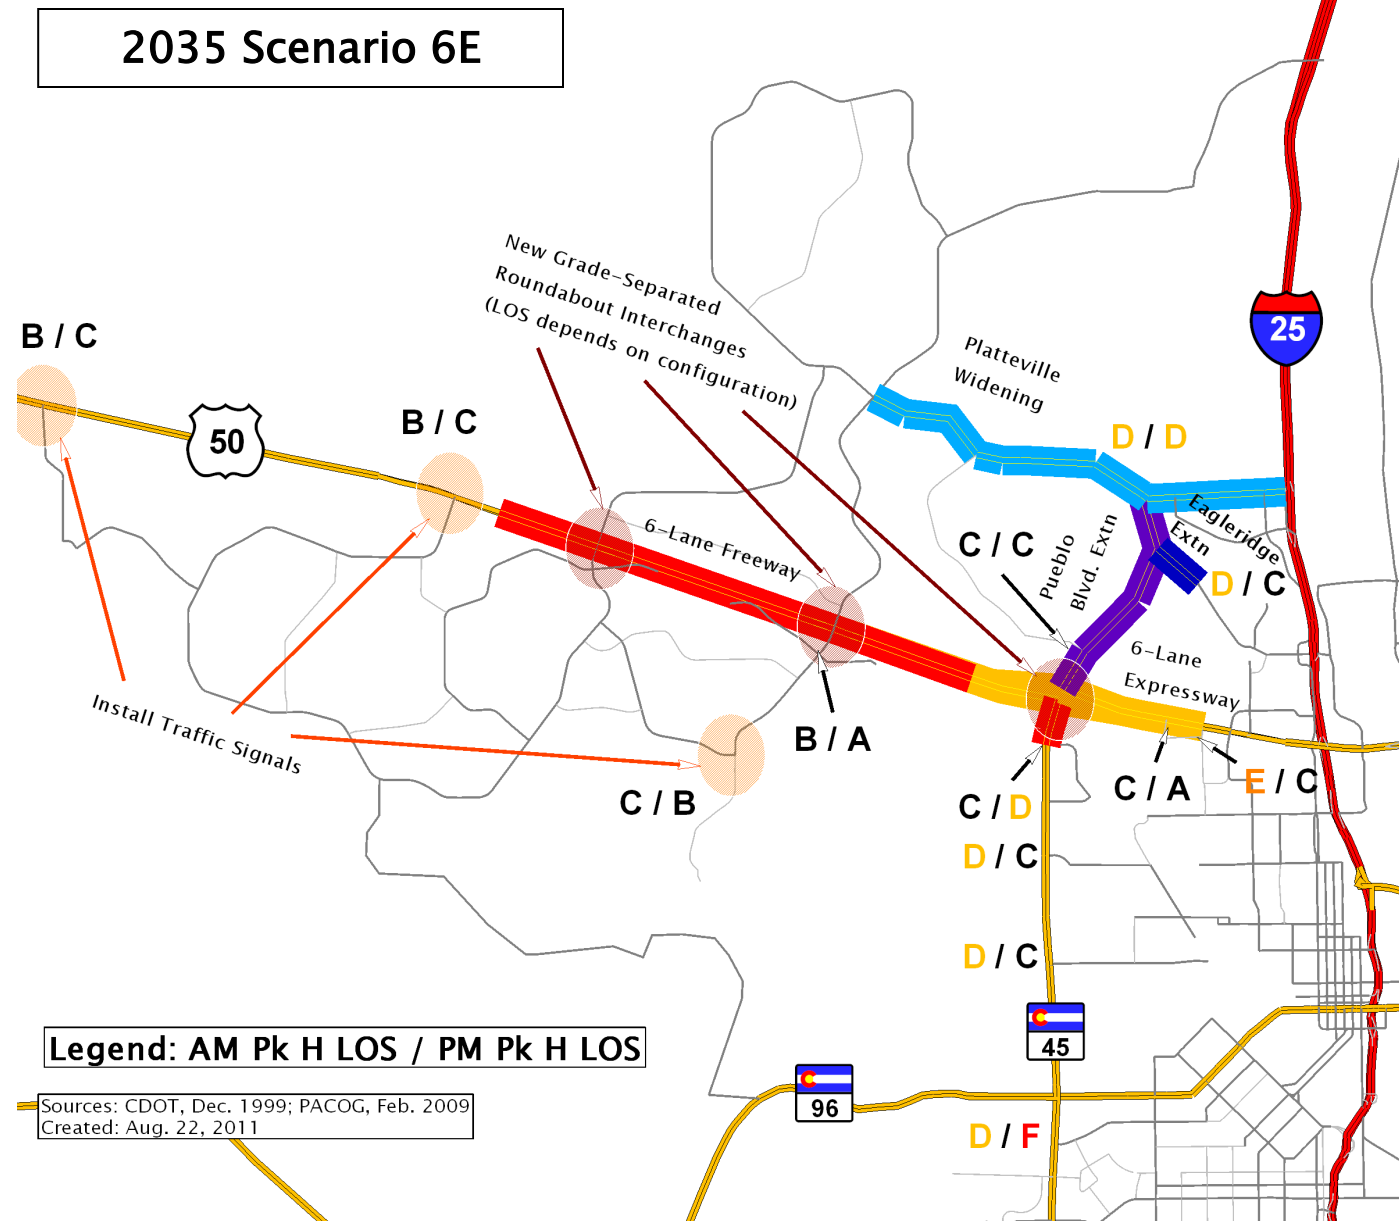 2035 Scenario 6E
New Grade-Separated
Roundabout Interchanges
(LOS depends on configuration)
25
B / C
50
B / C
Platteville
Widening
D / D
Eagleridge
Extn
6-Lane Freeway
C / C
Pueblo
Blvd. Extn
D / C
6-Lane
Expressway
Install Traffic Signals
B / A
C / B
C / D
C / A
E / C
D / C
D / C
45
Legend: AM Pk H LOS / PM Pk H LOS
96
Sources: CDOT, Dec. 1999; PACOG, Feb. 2009
Created: Aug. 22, 2011
D / F